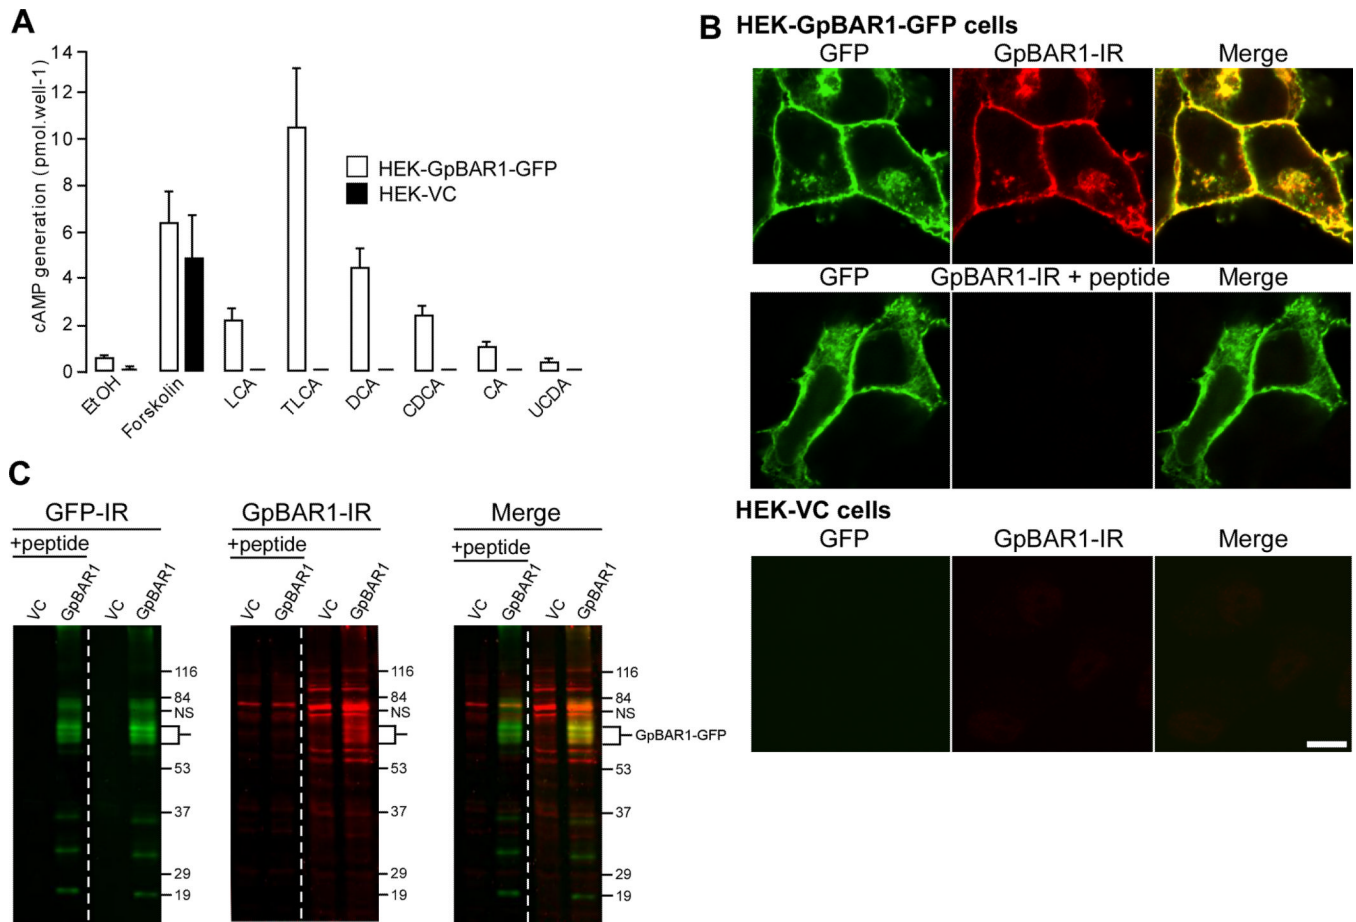 A
cAMP generation (pmol.well-1)
14
12
10
8
6
4
2
0
HEK-GpBAR1-GFP
HEK-VC
EtOH
Forskolin
LCA
TLCA
DCA
CDCA
CA
UCDA
B
HEK-GpBAR1-GFP cells
GFP GpBAR1-IR Merge
GFP GpBAR1-IR + peptide Merge
HEK-VC cells
GFP GpBAR1-IR Merge
C
GFP-IR GpBAR1-IR Merge
+peptide +peptide +peptide
VC GpBAR1 VC GpBAR1 VC GpBAR1 VC GpBAR1 VC GpBAR1 VC GpBAR1
116 116 116
84 84 84
NS NS NS
GpBAR1-GFP
53 53 53
37 37 37
29 29 29
19 19 19